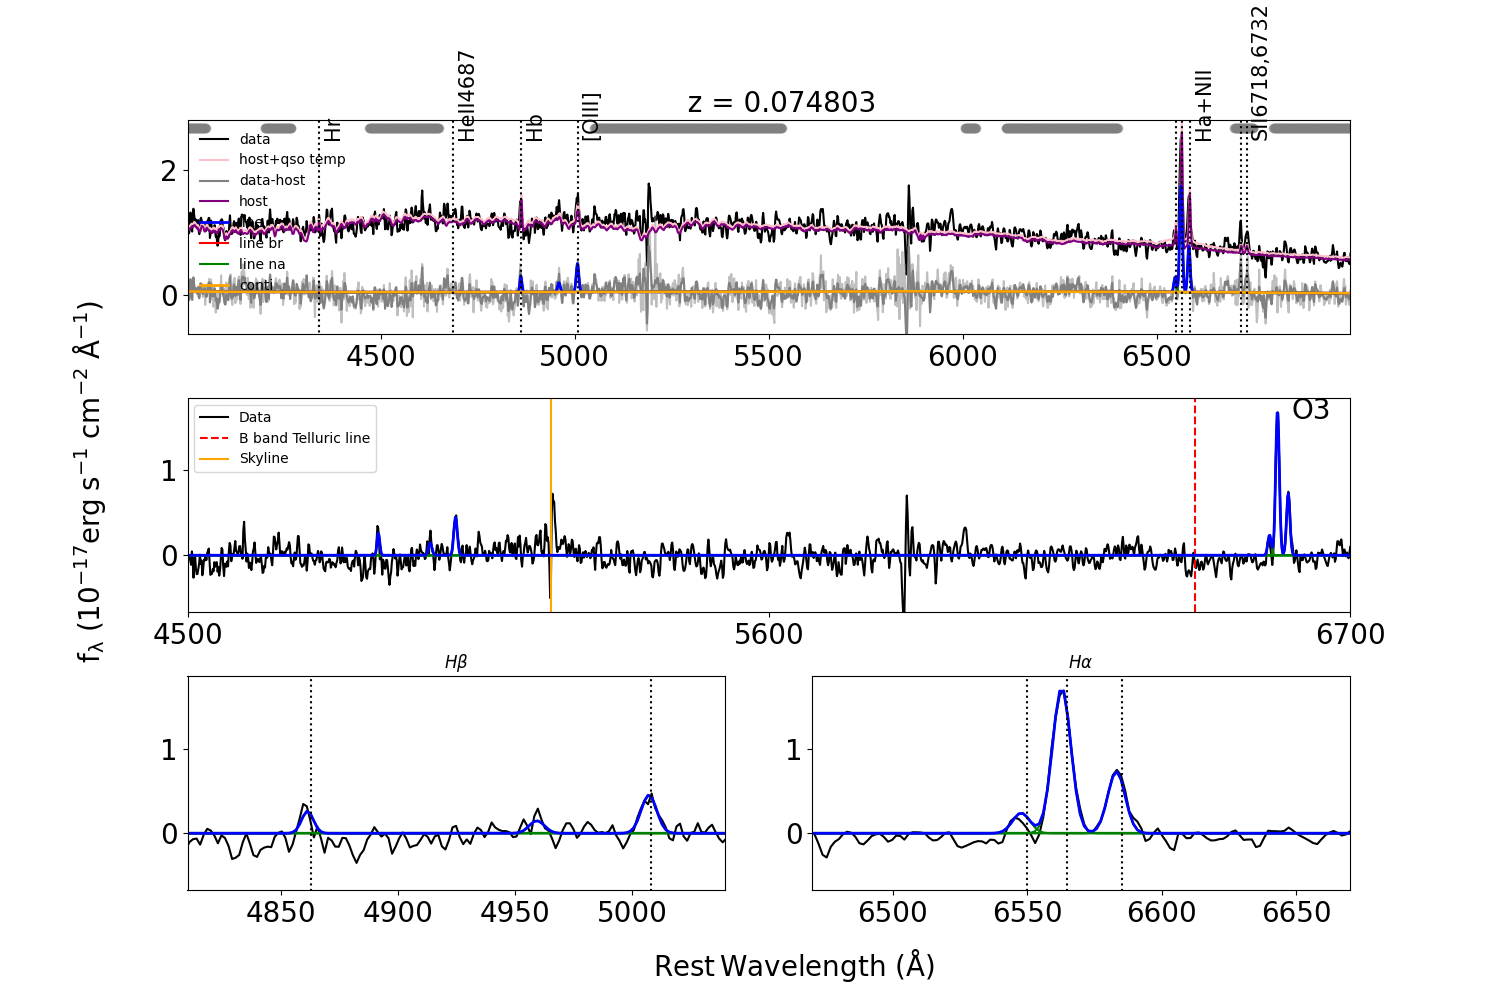 z = 0.074803
Hr
HeII4687
Hb
[OIII]
Ha+NII
SII6718,6732
data
host+qso temp
data-host
host
line br
line na
conti
2
0
4500
5000
5500
6000
6500
f_λ (10⁻¹⁷erg s⁻¹ cm⁻² Å⁻¹)
Data
B band Telluric line
Skyline
O3
1
0
4500
5600
6700
Hβ
1
0
4850
4900
4950
5000
Hα
1
0
6500
6550
6600
6650
Rest Wavelength (Å)